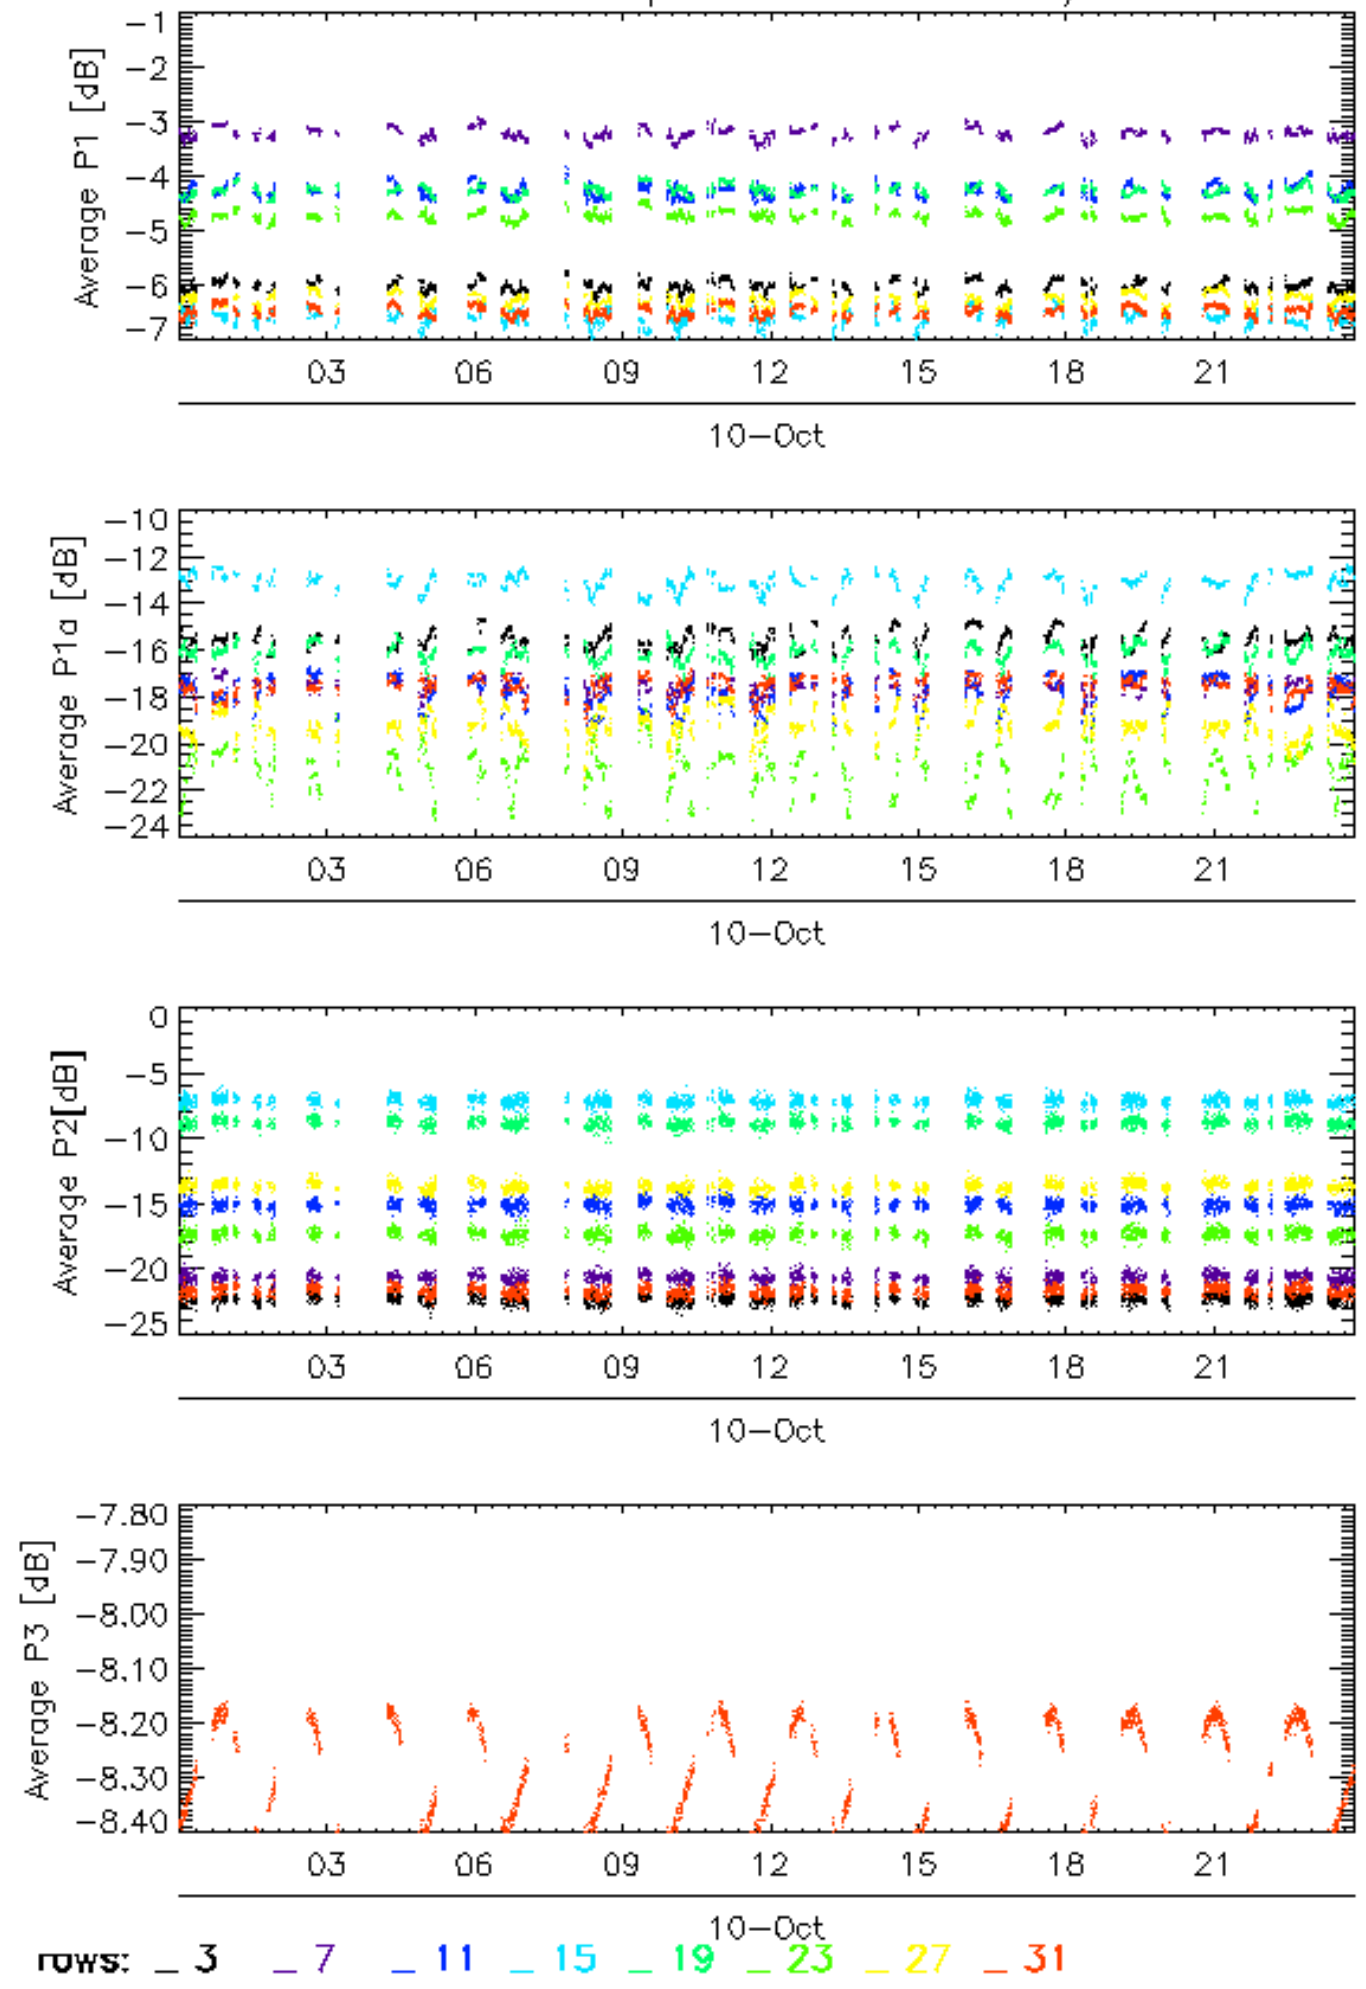 Average P1 [dB]
-1
-2
-3
-4
-5
-6
-7
03 06 09 12 15 18 21
10-Oct
Average P1a [dB]
-10
-12
-14
-16
-18
-20
-22
-24
03 06 09 12 15 18 21
10-Oct
Average P2[dB]
0
-5
-10
-15
-20
-25
03 06 09 12 15 18 21
10-Oct
Average P3 [dB]
-7.80
-7.90
-8.00
-8.10
-8.20
-8.30
-8.40
03 06 09 12 15 18 21
10-Oct
rows: _ 3 _ 7 _ 11 _ 15 _ 19 _ 23 _ 27 _ 31